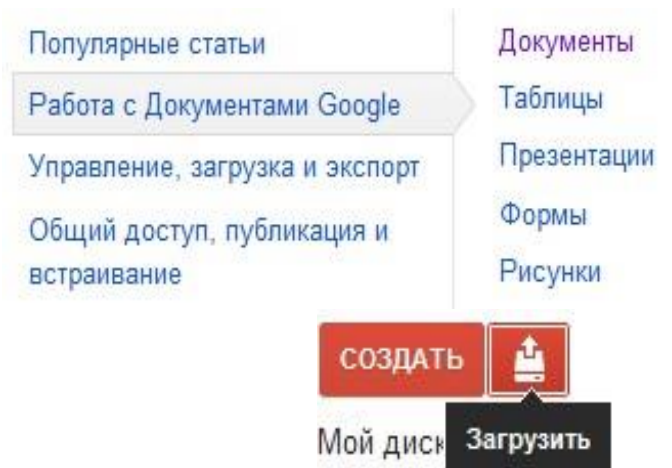 Популярные статьи
Работа с Документами Google
Управление, загрузка и экспорт
Общий доступ, публикация и
встраивание
Документы
Таблицы
Презентации
Формы
Рисунки
СОЗДАТЬ
Мой диск
Загрузить